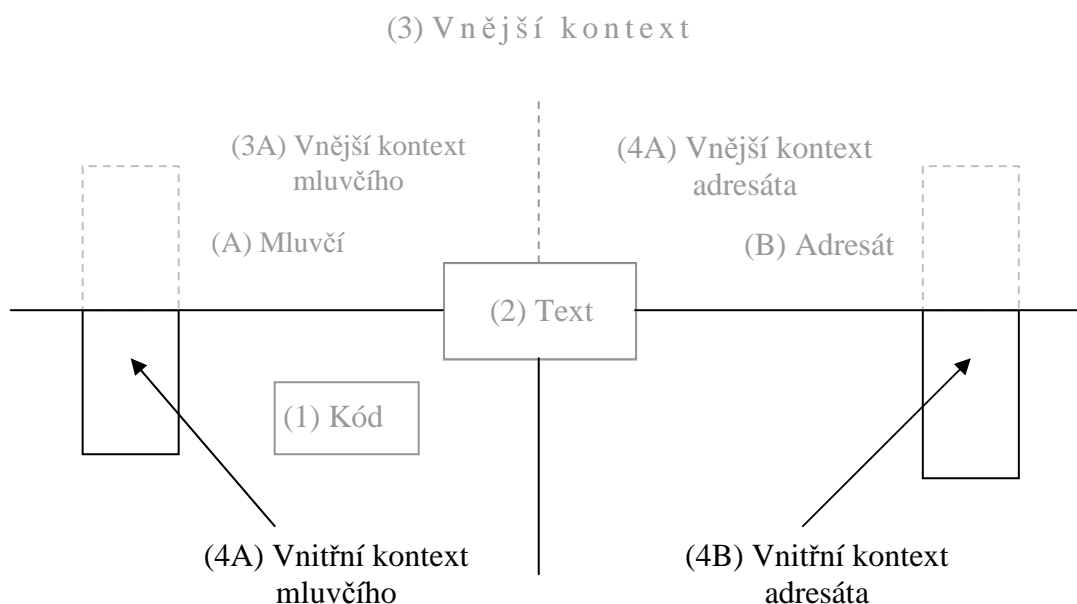 (3) Vnější kontext
(3A) Vnější kontext
mluvčího
(4A) Vnější kontext
adresáta
(A) Mluvčí
(B) Adresát
(2) Text
(1) Kód
(4A) Vnitřní kontext
mluvčího
(4B) Vnitřní kontext
adresáta